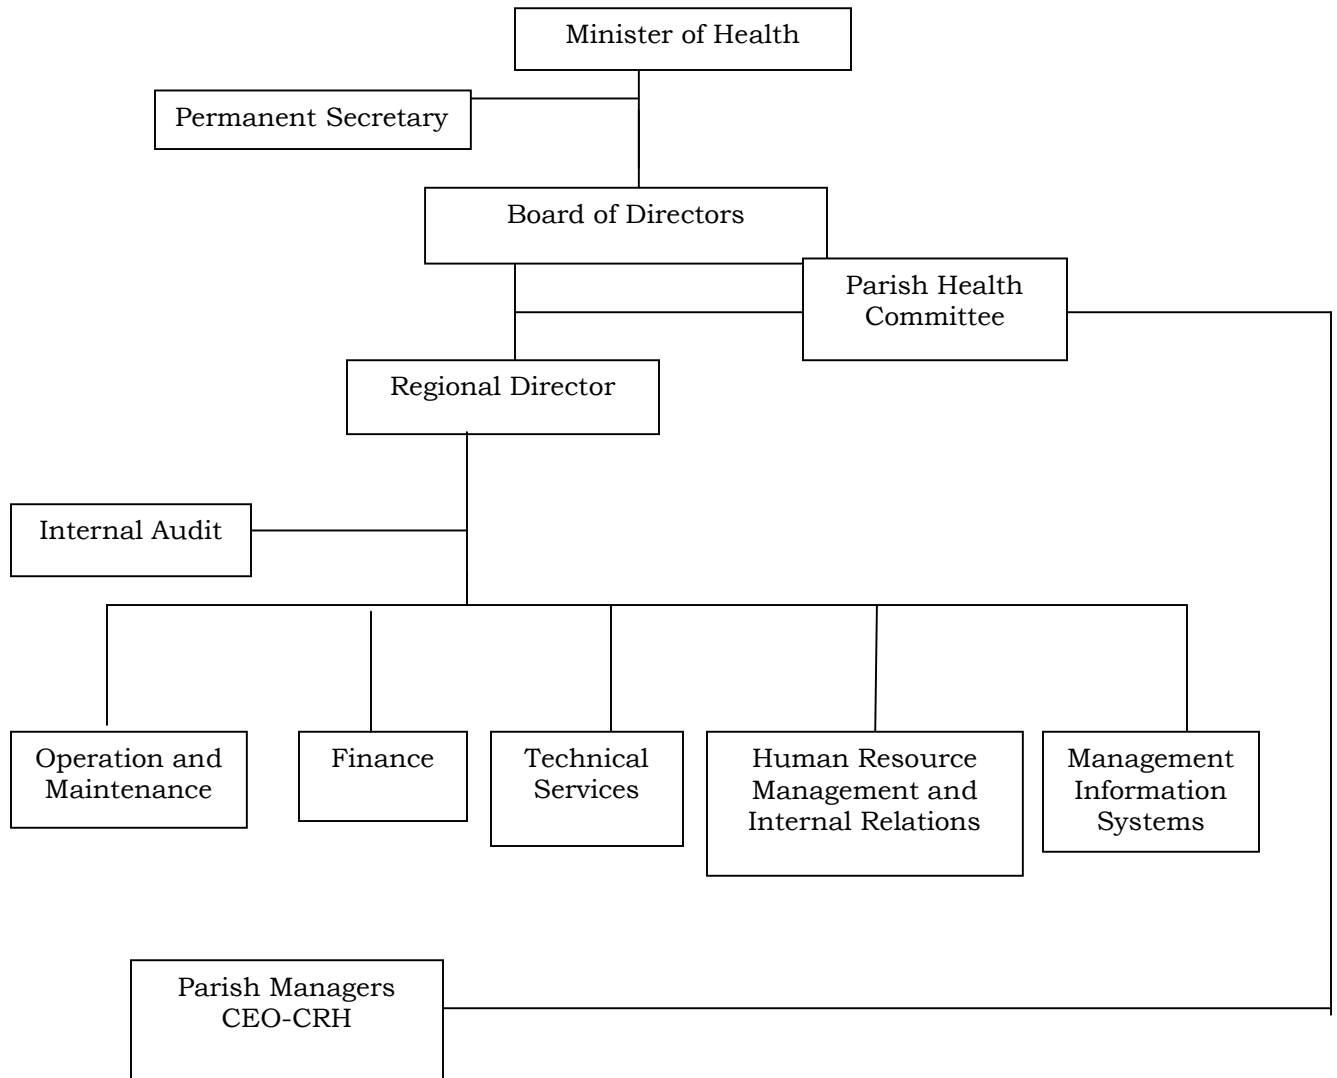 Minister of Health
Permanent Secretary
Board of Directors
Parish Health
Committee
Regional Director
Internal Audit
Operation and
Maintenance
Finance
Technical
Services
Human Resource
Management and
Internal Relations
Management
Information
Systems
Parish Managers
CEO-CRH